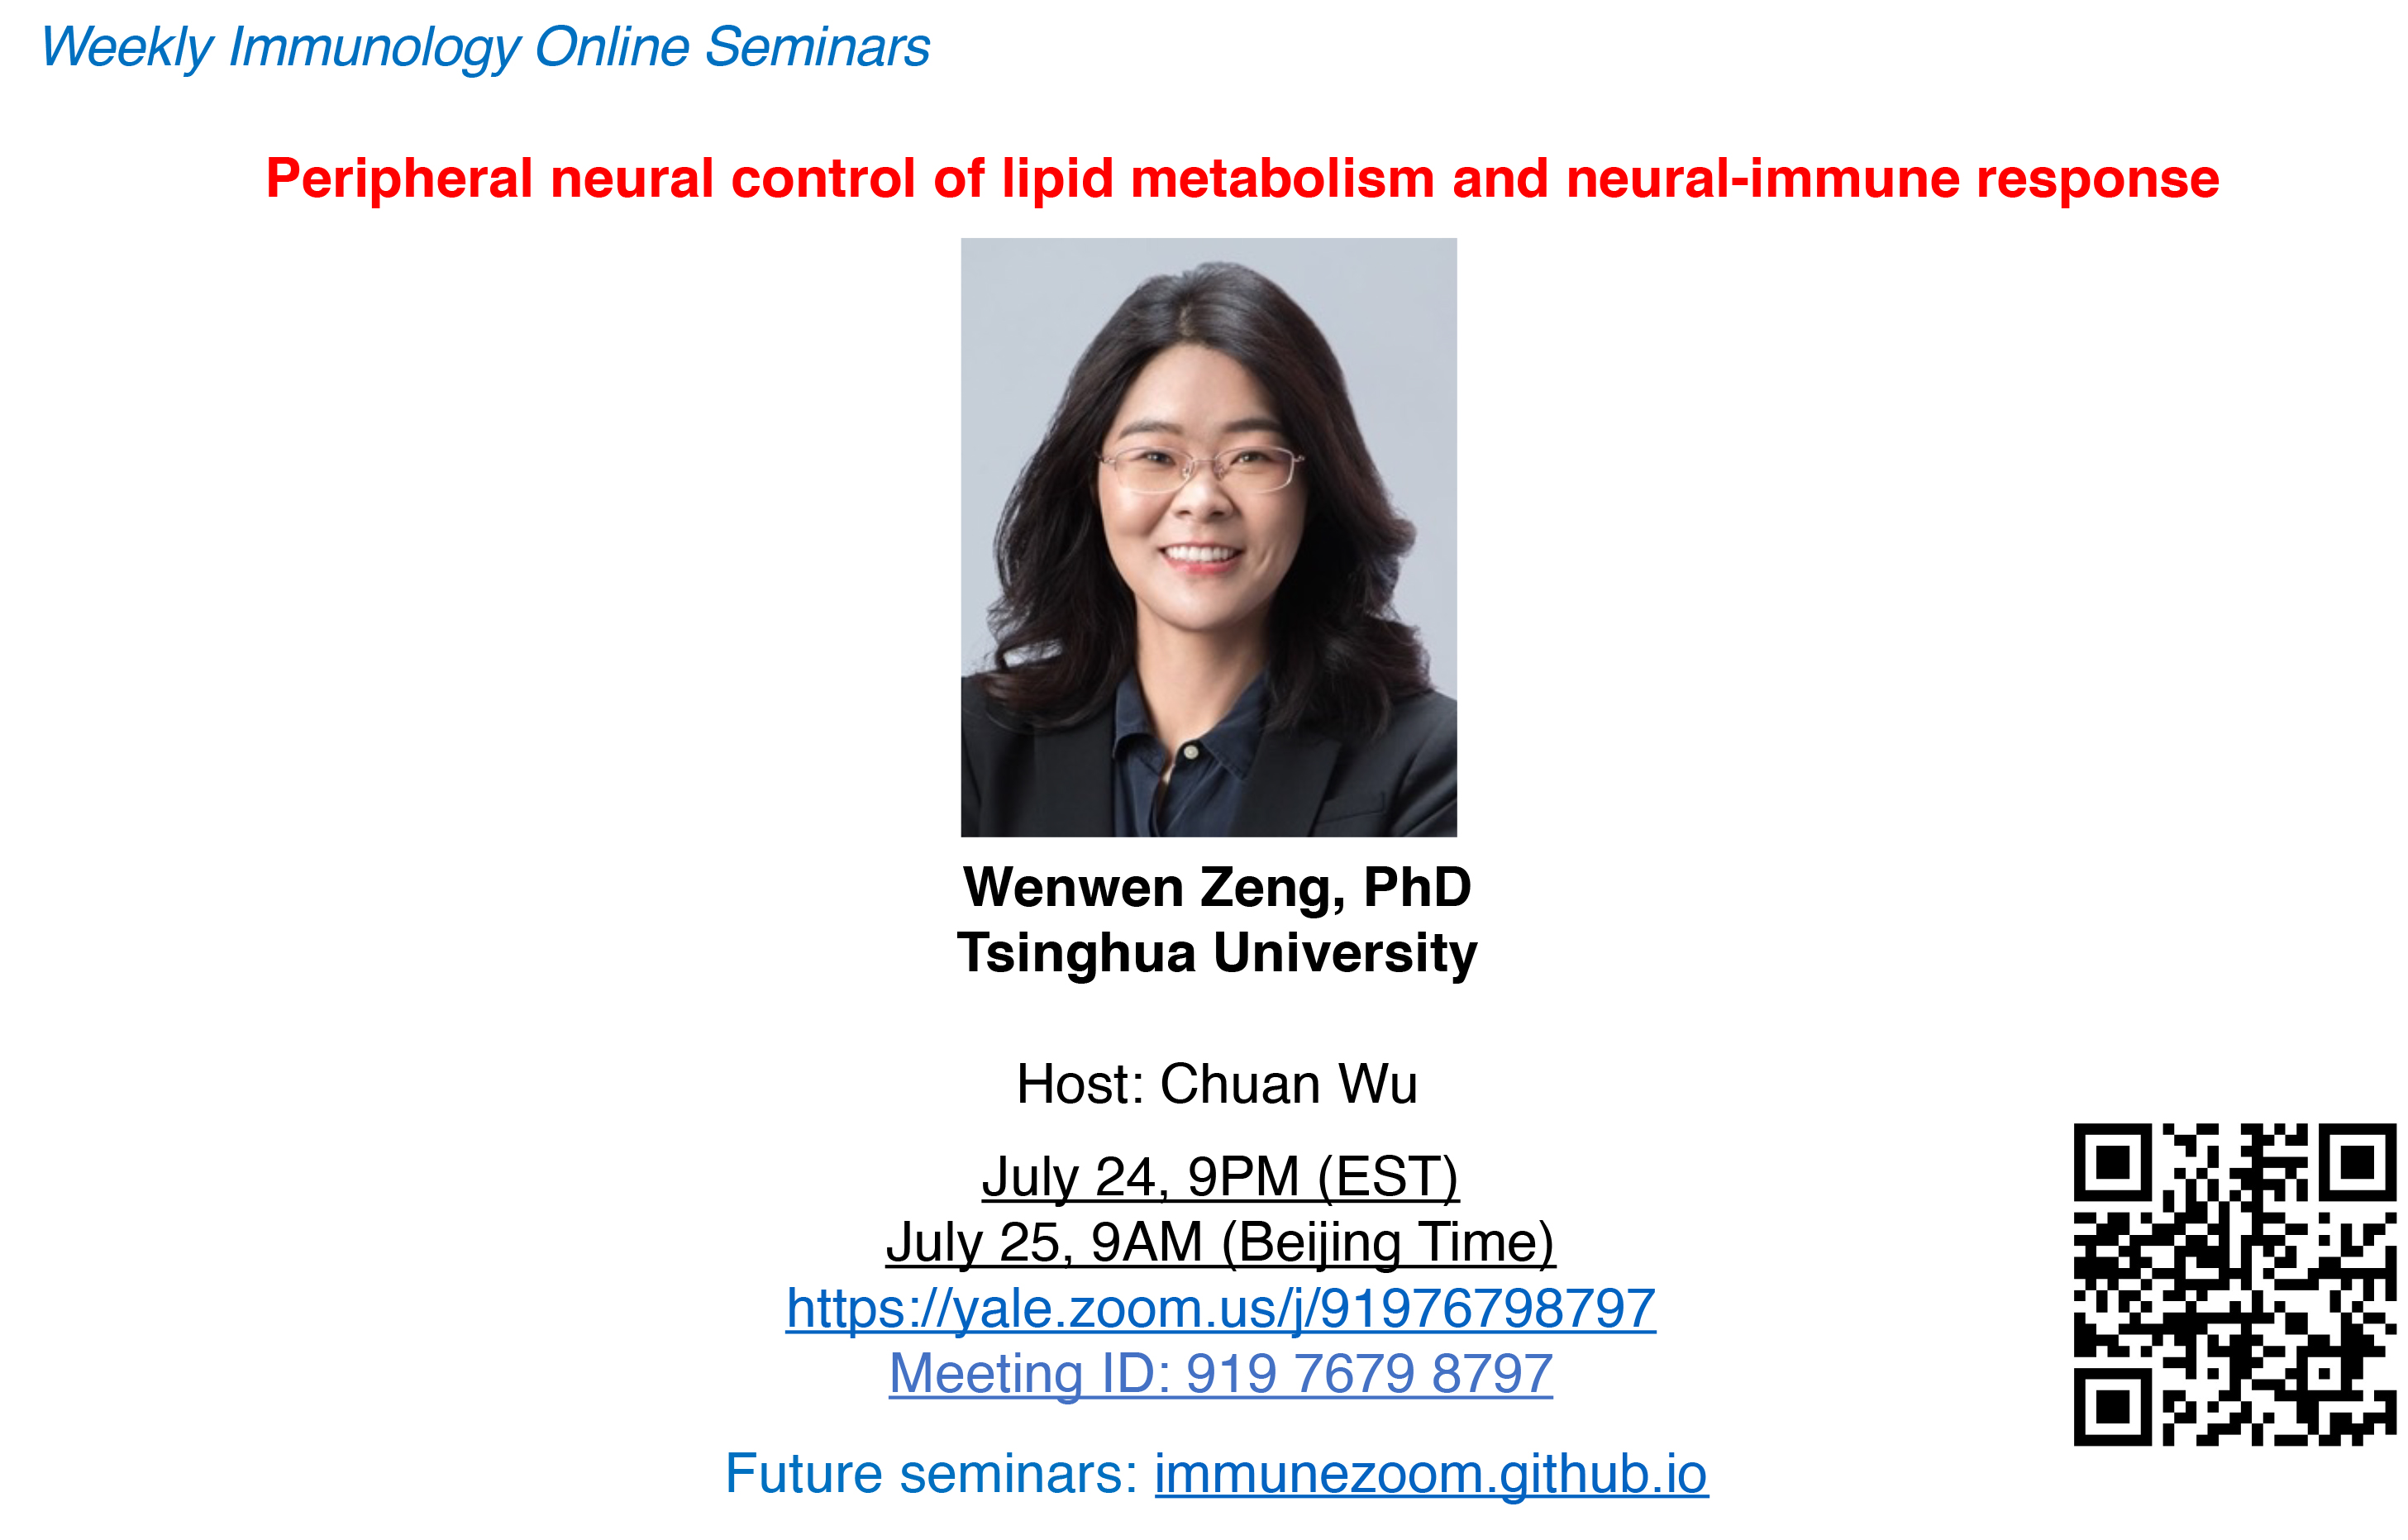 Weekly Immunology Online Seminars
Peripheral neural control of lipid metabolism and neural-immune response
Wenwen Zeng, PhD
Tsinghua University
Host: Chuan Wu
July 24, 9PM (EST)
July 25, 9AM (Beijing Time)
https://yale.zoom.us/j/91976798797
Meeting ID: 919 7679 8797
Future seminars: immunezoom.github.io